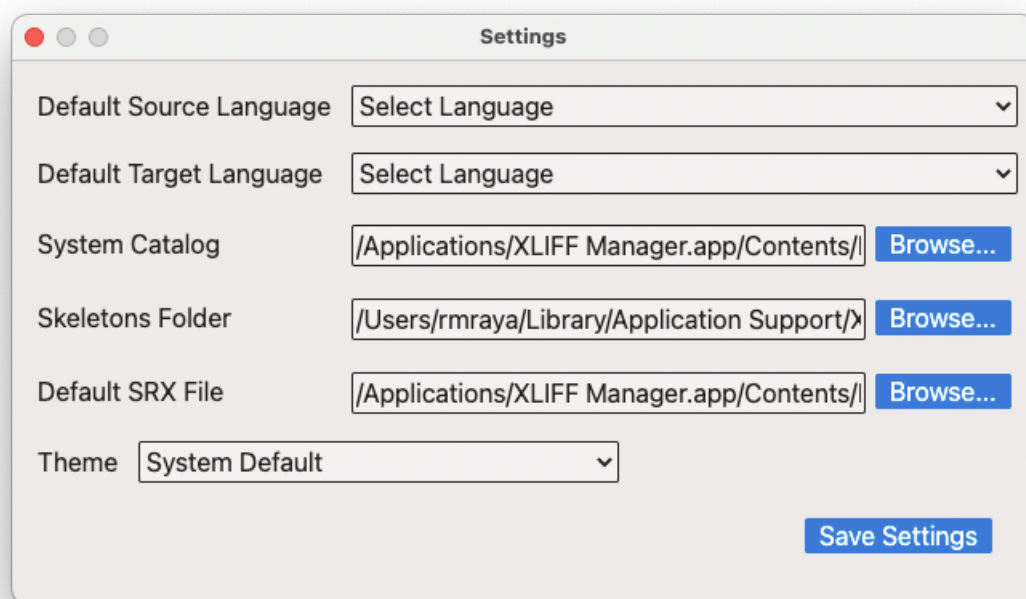 Settings
Default Source Language Select Language
Default Target Language Select Language
System Catalog /Applications/XLIFF Manager.app/Contents/ Browse...
Skeletons Folder /Users/rmraya/Library/Application Support/X Browse...
Default SRX File /Applications/XLIFF Manager.app/Contents/ Browse...
Theme System Default
Save Settings